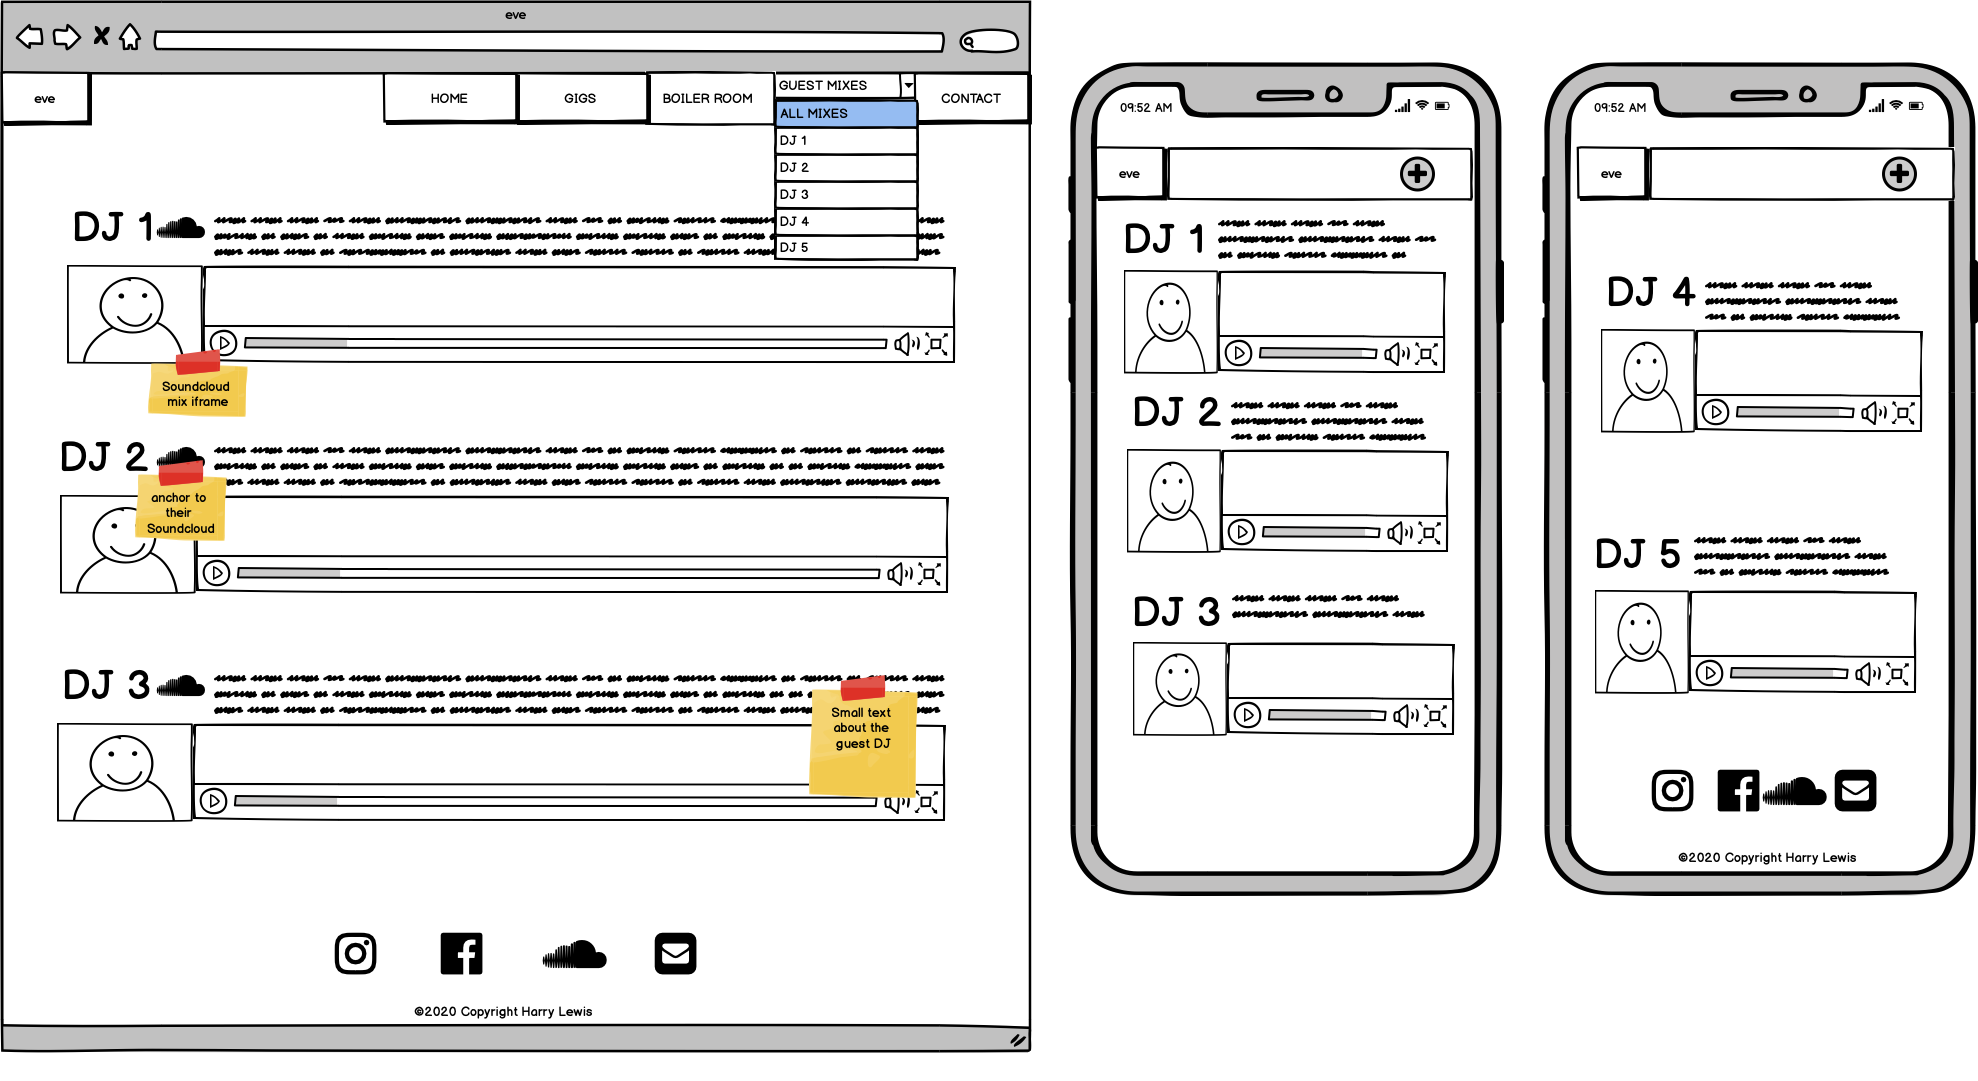 eve
eve
HOME
GIGS
BOILER ROOM
GUEST MIXES
CONTACT
ALL MIXES
DJ 1
DJ 2
DJ 3
DJ 4
DJ 5
DJ 1
Soundcloud
mix iframe
DJ 2
anchor to
their
Soundcloud
DJ 3
Small text
about the
guest DJ
©2020 Copyright Harry Lewis
09:52 AM
eve
DJ 1
DJ 2
DJ 3
09:52 AM
eve
DJ 4
DJ 5
©2020 Copyright Harry Lewis